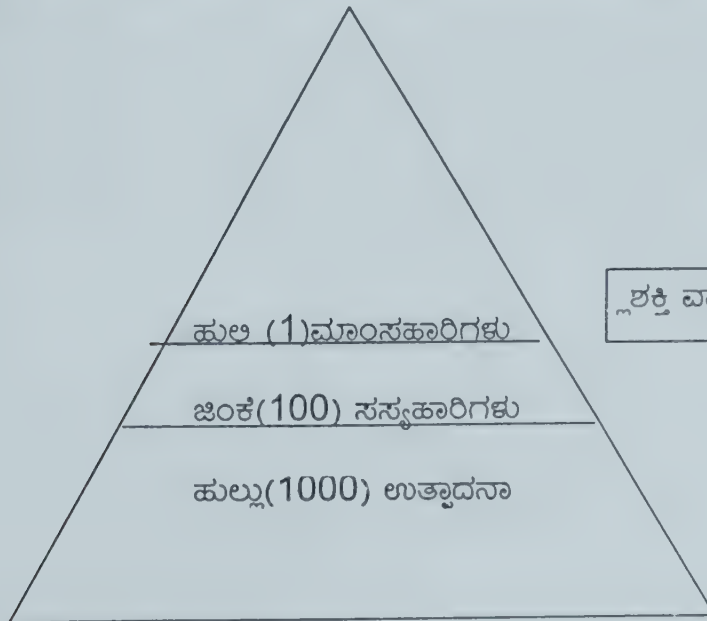 ಹುಲಿ (1)ಮಾಂಸಹಾರಿಗಳು
ಶಕ್ತಿ
ಜಿಂಕೆ(100) ಸಸ್ಯಹಾರಿಗಳು
ಹುಲ್ಲು(1000) ಉತ್ಪಾದನಾ